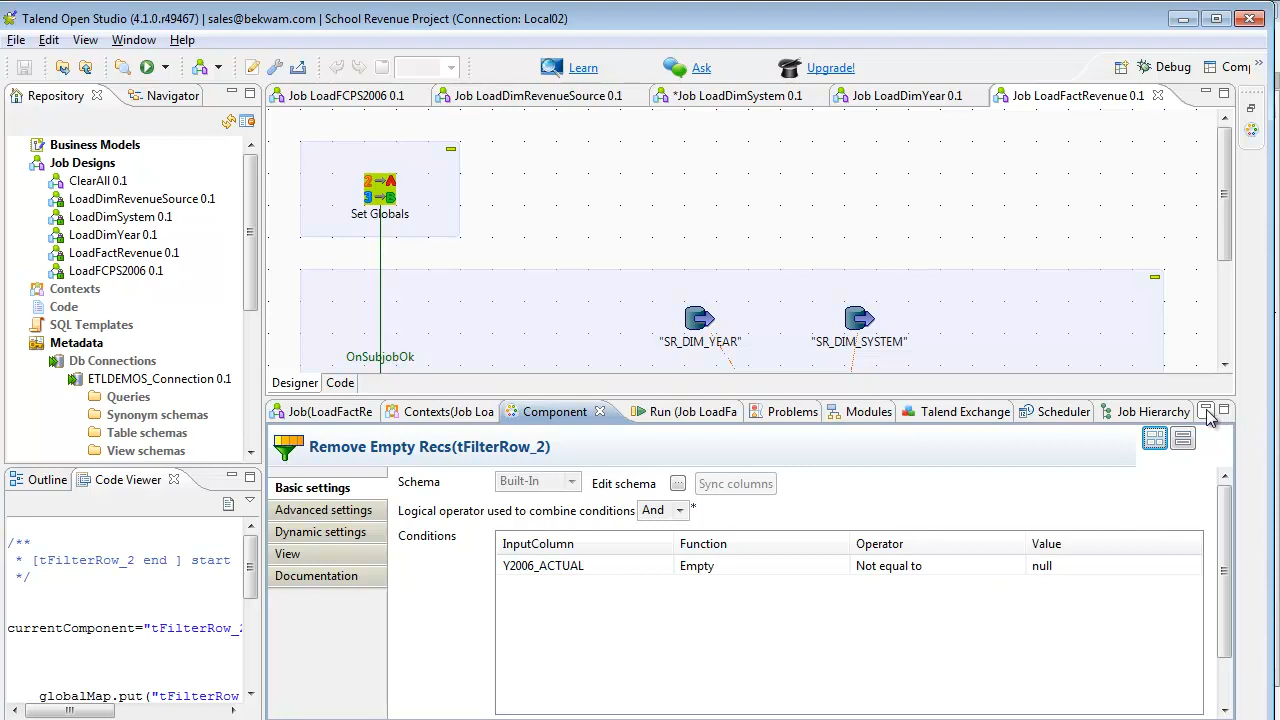 Talend Open Studio (4.1.0.r49467) | sales@bekwam.com | School Revenue Project (Connection: Local02)
File Edit View Window Help
Learn Ask Upgrade! Debug Comp
Repository Navigator
Job LoadFCPS2006 0.1 Job LoadDimRevenueSource 0.1 *Job LoadDimSystem 0.1 Job LoadDimYear 0.1 Job LoadFactRevenue 0.1
Business Models
Job Designs
ClearAll 0.1
LoadDimRevenueSource 0.1
LoadDimSystem 0.1
LoadDimYear 0.1
LoadFactRevenue 0.1
LoadFCPS2006 0.1
Contexts
Code
SQL Templates
Metadata
Db Connections
ETLDEMOS_Connection 0.1
Queries
Synonym schemas
Table schemas
View schemas
2 A
3 B
Set Globals
"SR_DIM_YEAR" "SR_DIM_SYSTEM"
OnSubjobOk
Designer Code
Job(LoadFactRe Contexts(Job Loa Component Run (Job LoadFa Problems Modules Talend Exchange Scheduler Job Hierarchy
Remove Empty Recs(tFilterRow_2)
Basic settings
Advanced settings
Dynamic settings
View
Documentation
Schema Built-In Edit schema ... Sync columns
Logical operator used to combine conditions And *
Conditions
InputColumn Function Operator Value
Y2006_ACTUAL Empty Not equal to null
Outline Code Viewer
/**
* [tFilterRow_2 end ] start
*/
currentComponent="tFilterRow_2
globalMap.put("tFilterRow